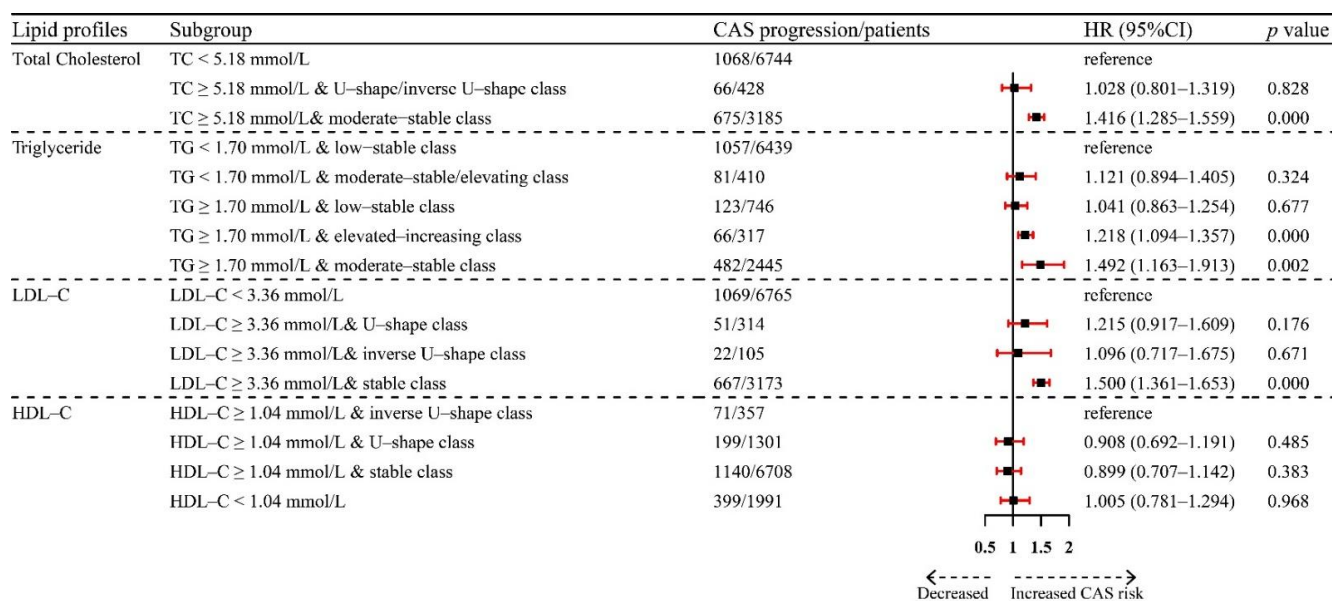 Lipid profiles Subgroup CAS progression/patients HR (95%CI) p value
Total Cholesterol TC < 5.18 mmol/L 1068/6744 reference
TC ≥ 5.18 mmol/L & U–shape/inverse U–shape class 66/428 1.028 (0.801–1.319) 0.828
TC ≥ 5.18 mmol/L& moderate–stable class 675/3185 1.416 (1.285–1.559) 0.000
Triglyceride TG < 1.70 mmol/L & low–stable class 1057/6439 reference
TG < 1.70 mmol/L & moderate–stable/elevating class 81/410 1.121 (0.894–1.405) 0.324
TG ≥ 1.70 mmol/L & low–stable class 123/746 1.041 (0.863–1.254) 0.677
TG ≥ 1.70 mmol/L & elevated–increasing class 66/317 1.218 (1.094–1.357) 0.000
TG ≥ 1.70 mmol/L & moderate–stable class 482/2445 1.492 (1.163–1.913) 0.002
LDL–C LDL–C < 3.36 mmol/L 1069/6765 reference
LDL–C ≥ 3.36 mmol/L& U–shape class 51/314 1.215 (0.917–1.609) 0.176
LDL–C ≥ 3.36 mmol/L& inverse U–shape class 22/105 1.096 (0.717–1.675) 0.671
LDL–C ≥ 3.36 mmol/L& stable class 667/3173 1.500 (1.361–1.653) 0.000
HDL–C HDL–C ≥ 1.04 mmol/L & inverse U–shape class 71/357 reference
HDL–C ≥ 1.04 mmol/L & U–shape class 199/1301 0.908 (0.692–1.191) 0.485
HDL–C ≥ 1.04 mmol/L & stable class 1140/6708 0.899 (0.707–1.142) 0.383
HDL–C < 1.04 mmol/L 399/1991 1.005 (0.781–1.294) 0.968
0.5 1 1.5 2
Decreased Increased CAS risk